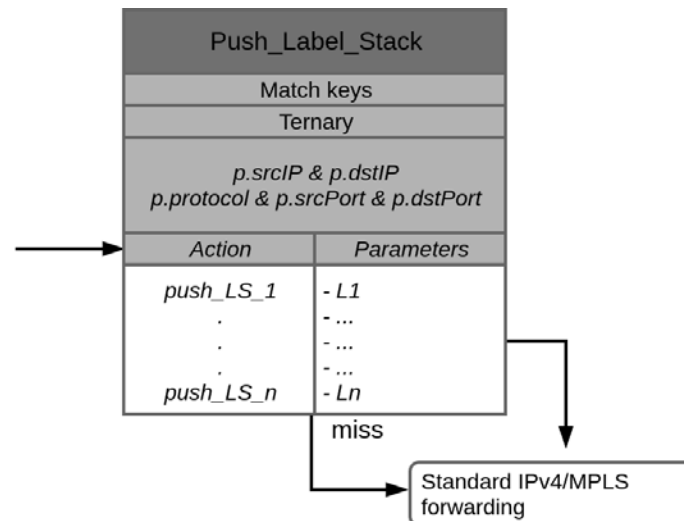 Push_Label_Stack
Match keys
Ternary
p.srcIP & p.dstIP
p.protocol & p.srcPort & p.dstPort
Action Parameters
push_LS_1 - L1
. - ...
. - ...
. - ...
push_LS_n - Ln
miss
Standard IPv4/MPLS
forwarding